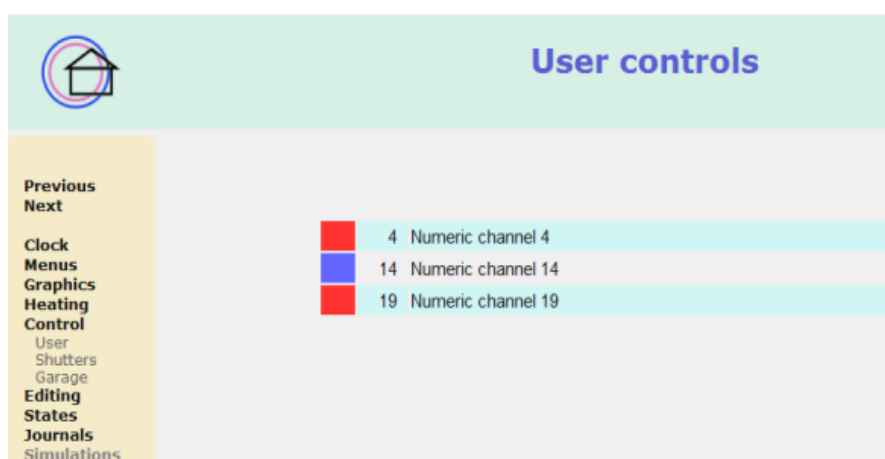 User controls
Previous
Next
Clock
Menus
Graphics
Heating
Control
User
Shutters
Garage
Editing
States
Journals
Simulations
4 Numeric channel 4
14 Numeric channel 14
19 Numeric channel 19